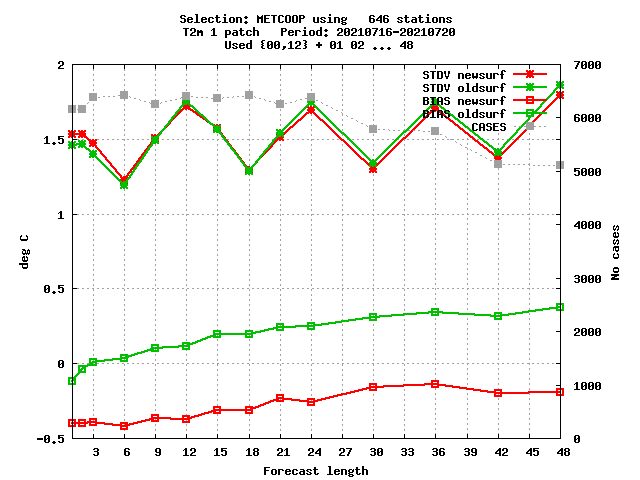 Selection: METCOOP using   646 stations
T2m 1 patch   Period: 20210716-20210720
Used {00,12} + 01 02 ... 48
2
1.5
1
0.5
0
-0.5
deg C
7000
6000
5000
4000
3000
2000
1000
0
No cases
STDV newsurf
STDV oldsurf
BIAS newsurf
BIAS oldsurf
CASES
3 6 9 12 15 18 21 24 27 30 33 36 39 42 45 48
Forecast length